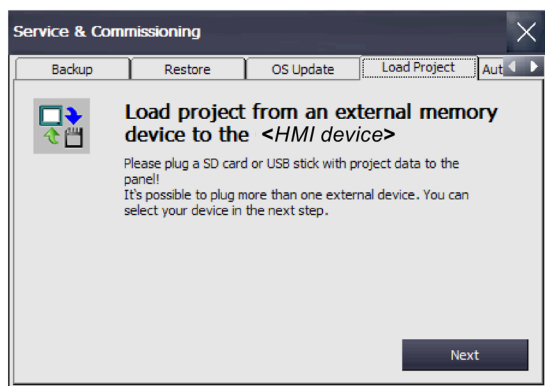 Service & Commissioning
Backup Restore OS Update Load Project Aut
Load project from an external memory
device to the <HMI device>
Please plug a SD card or USB stick with project data to the
panel!
It's possible to plug more than one external device. You can
select your device in the next step.
Next